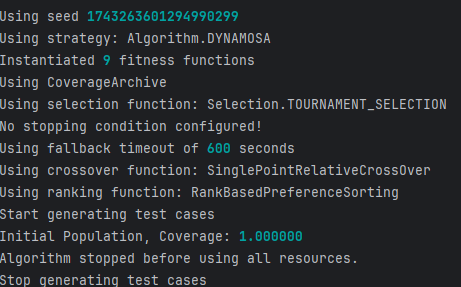 Using seed 1743263601294990299
Using strategy: Algorithm.DYNAMOSA
Instantiated 9 fitness functions
Using CoverageArchive
Using selection function: Selection.TOURNAMENT_SELECTION
No stopping condition configured!
Using fallback timeout of 600 seconds
Using crossover function: SinglePointRelativeCrossOver
Using ranking function: RankBasedPreferenceSorting
Start generating test cases
Initial Population, Coverage: 1.000000
Algorithm stopped before using all resources.
Stop generating test cases